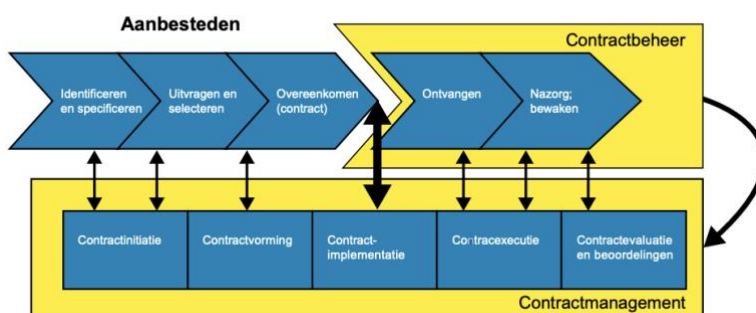 Aanbesteden
Contractbeheer
Identificeren
en specificeren
Uitvragen en
selecteren
Overeenkomen
(contract)
Ontvangen
Nazorg;
bewaken
Contractinitiatie
Contractvorming
Contract-
implementatie
Contracexecutie
Contractevaluatie
en beoordelingen
Contractmanagement